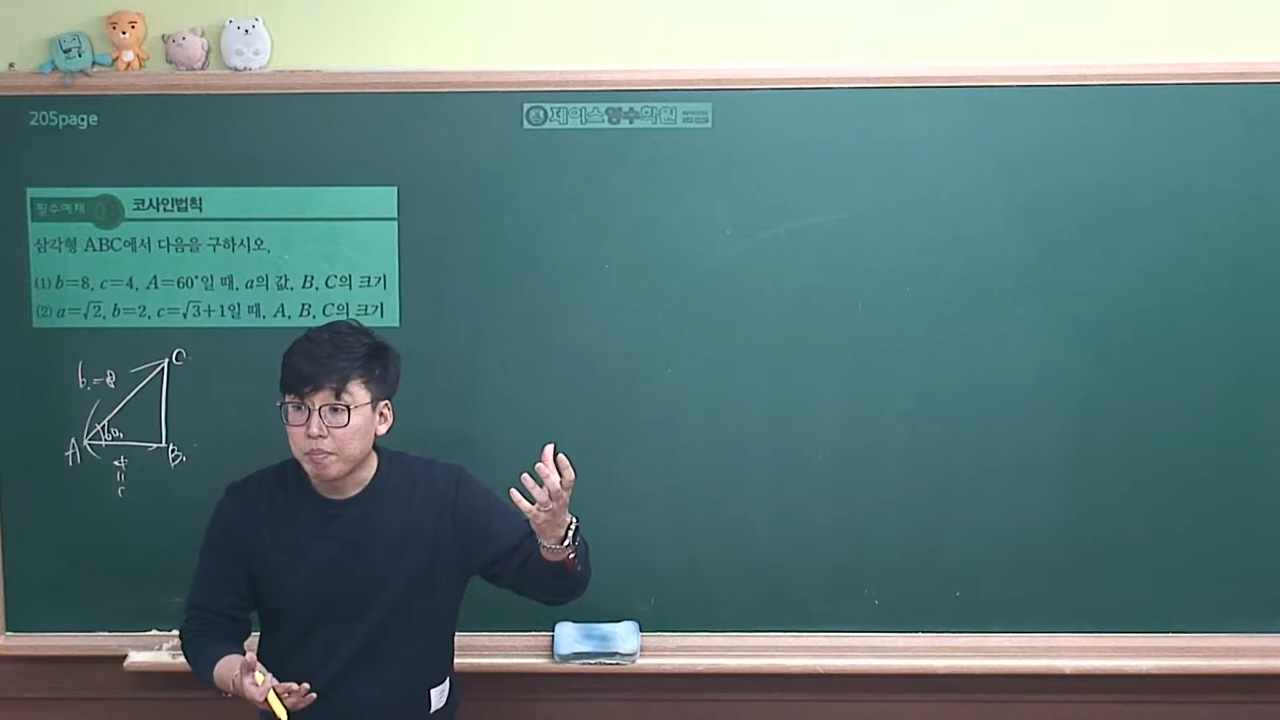 205page
제이스영수학원
필수예제
코사인법칙
삼각형 ABC에서 다음을 구하시오.
(1) b=8, c=4, A=60°일 때, a의 값, B, C의 크기
(2) a=√2, b=2, c=√3+1일 때, A, B, C의 크기
C
b=8
60
A
B
4
=
c